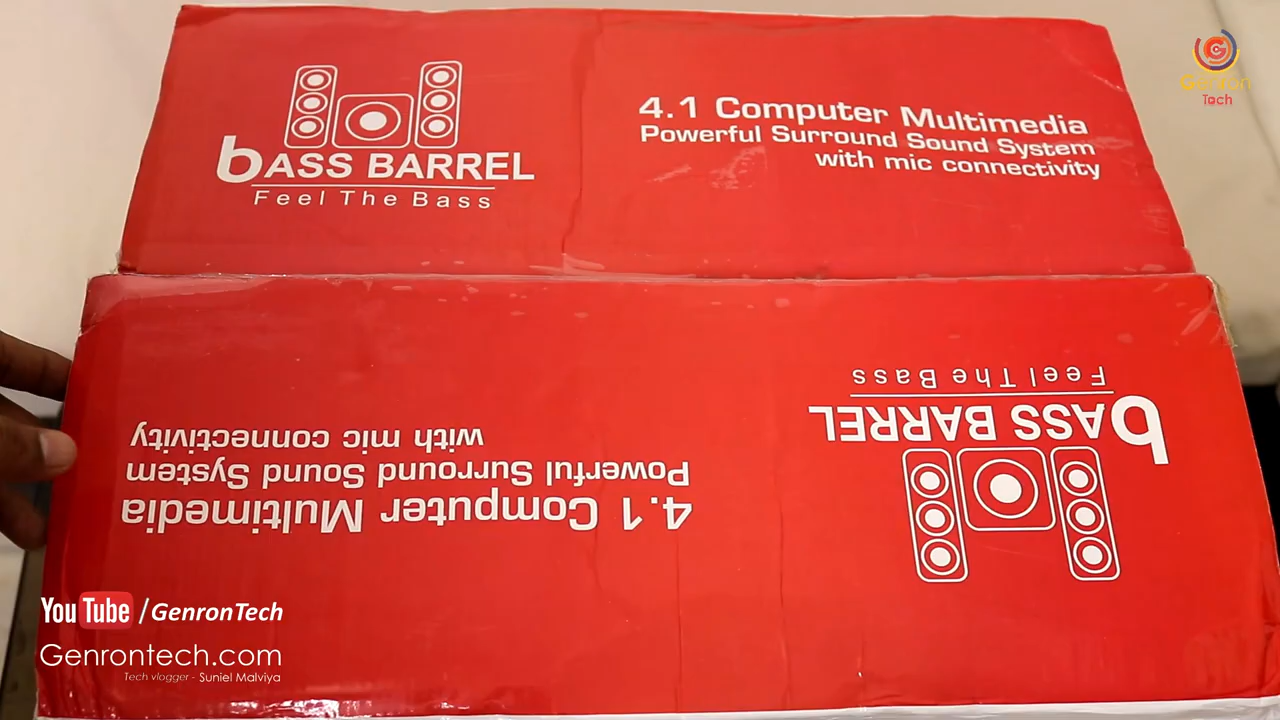 bASS BARREL
Feel The Bass
4.1 Computer Multimedia
Powerful Surround Sound System
with mic connectivity
Genron
Tech
4.1 Computer Multimedia
Powerful Surround Sound System
with mic connectivity
bASS BARREL
Feel The Bass
YouTube /GenronTech
Genrontech.com
Tech vlogger - Suniel Malviya